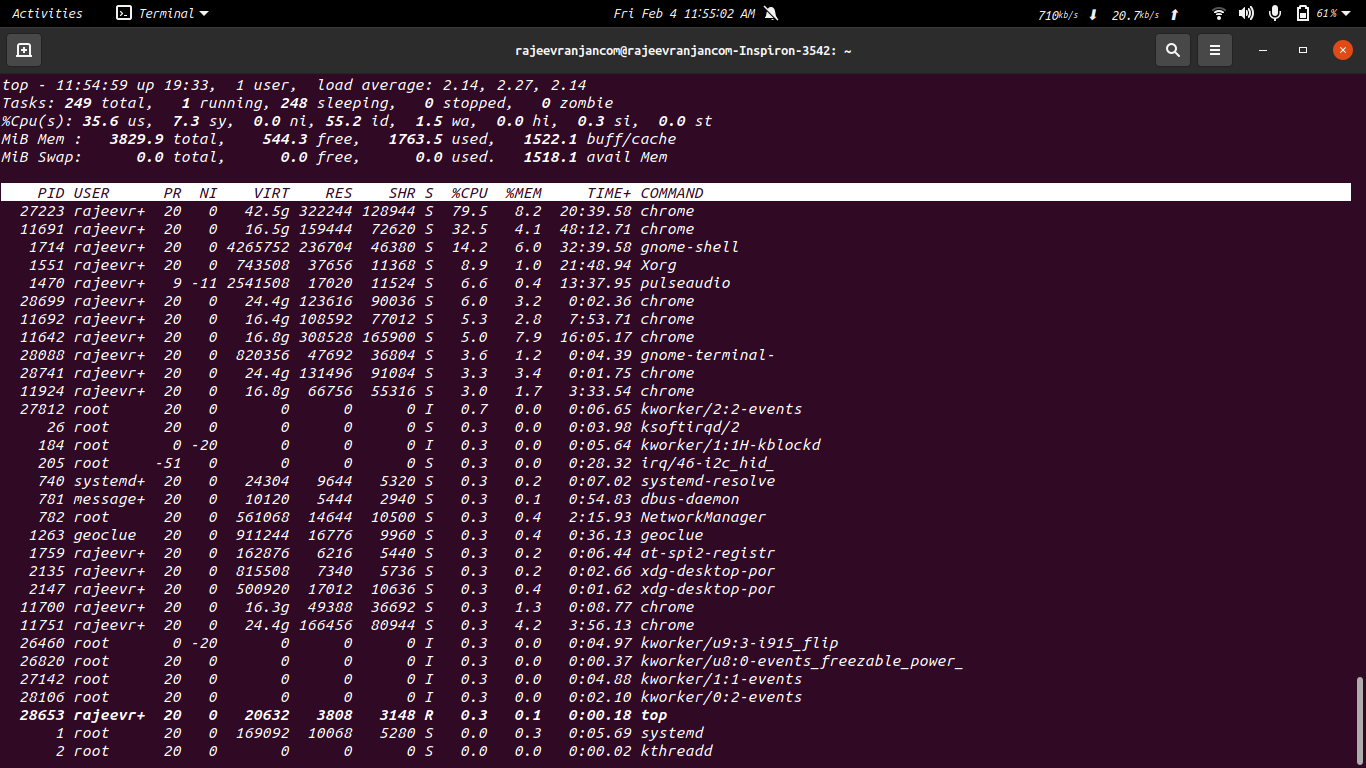 Activities Terminal Fri Feb 4 11:55:02 AM 710kb/s 20.7kb/s 61%
rajeevranjancom@rajeevranjancom-Inspiron-3542: ~
top - 11:54:59 up 19:33, 1 user, load average: 2.14, 2.27, 2.14
Tasks: 249 total, 1 running, 248 sleeping, 0 stopped, 0 zombie
%Cpu(s): 35.6 us, 7.3 sy, 0.0 ni, 55.2 id, 1.5 wa, 0.0 hi, 0.3 si, 0.0 st
MiB Mem : 3829.9 total, 544.3 free, 1763.5 used, 1522.1 buff/cache
MiB Swap: 0.0 total, 0.0 free, 0.0 used. 1518.1 avail Mem
PID USER PR NI VIRT RES SHR S %CPU %MEM TIME+ COMMAND
27223 rajeevr+ 20 0 42.5g 322244 128944 S 79.5 8.2 20:39.58 chrome
11691 rajeevr+ 20 0 16.5g 159444 72620 S 32.5 4.1 48:12.71 chrome
1714 rajeevr+ 20 0 4265752 236704 46380 S 14.2 6.0 32:39.58 gnome-shell
1551 rajeevr+ 20 0 743508 37656 11368 S 8.9 1.0 21:48.94 Xorg
1470 rajeevr+ 9 -11 2541508 17020 11524 S 6.6 0.4 13:37.95 pulseaudio
28699 rajeevr+ 20 0 24.4g 123616 90036 S 6.0 3.2 0:02.36 chrome
11692 rajeevr+ 20 0 16.4g 108592 77012 S 5.3 2.8 7:53.71 chrome
11642 rajeevr+ 20 0 16.8g 308528 165900 S 5.0 7.9 16:05.17 chrome
28088 rajeevr+ 20 0 820356 47692 36804 S 3.6 1.2 0:04.39 gnome-terminal-
28741 rajeevr+ 20 0 24.4g 131496 91084 S 3.3 3.4 0:01.75 chrome
11924 rajeevr+ 20 0 16.8g 66756 55316 S 3.0 1.7 3:33.54 chrome
27812 root 20 0 0 0 0 I 0.7 0.0 0:06.65 kworker/2:2-events
26 root 20 0 0 0 0 S 0.3 0.0 0:03.98 ksoftirqd/2
184 root 0 -20 0 0 0 I 0.3 0.0 0:05.64 kworker/1:1H-kblockd
205 root -51 0 0 0 0 S 0.3 0.0 0:28.32 irq/46-i2c_hid_
740 systemd+ 20 0 24304 9644 5320 S 0.3 0.2 0:07.02 systemd-resolve
781 message+ 20 0 10120 5444 2940 S 0.3 0.1 0:54.83 dbus-daemon
782 root 20 0 561068 14644 10500 S 0.3 0.4 2:15.93 NetworkManager
1263 geoclue 20 0 911244 16776 9960 S 0.3 0.4 0:36.13 geoclue
1759 rajeevr+ 20 0 162876 6216 5440 S 0.3 0.2 0:06.44 at-spi2-registr
2135 rajeevr+ 20 0 815508 7340 5736 S 0.3 0.2 0:02.66 xdg-desktop-por
2147 rajeevr+ 20 0 500920 17012 10636 S 0.3 0.4 0:01.62 xdg-desktop-por
11700 rajeevr+ 20 0 16.3g 49388 36692 S 0.3 1.3 0:08.77 chrome
11751 rajeevr+ 20 0 24.4g 166456 80944 S 0.3 4.2 3:56.13 chrome
26460 root 0 -20 0 0 0 I 0.3 0.0 0:04.97 kworker/u9:3-i915_flip
26820 root 20 0 0 0 0 I 0.3 0.0 0:00.37 kworker/u8:0-events_freezable_power_
27142 root 20 0 0 0 0 I 0.3 0.0 0:04.88 kworker/1:1-events
28106 root 20 0 0 0 0 I 0.3 0.0 0:02.10 kworker/0:2-events
28653 rajeevr+ 20 0 20632 3808 3148 R 0.3 0.1 0:00.18 top
1 root 20 0 169092 10068 5280 S 0.0 0.3 0:05.69 systemd
2 root 20 0 0 0 0 S 0.0 0.0 0:00.02 kthreadd